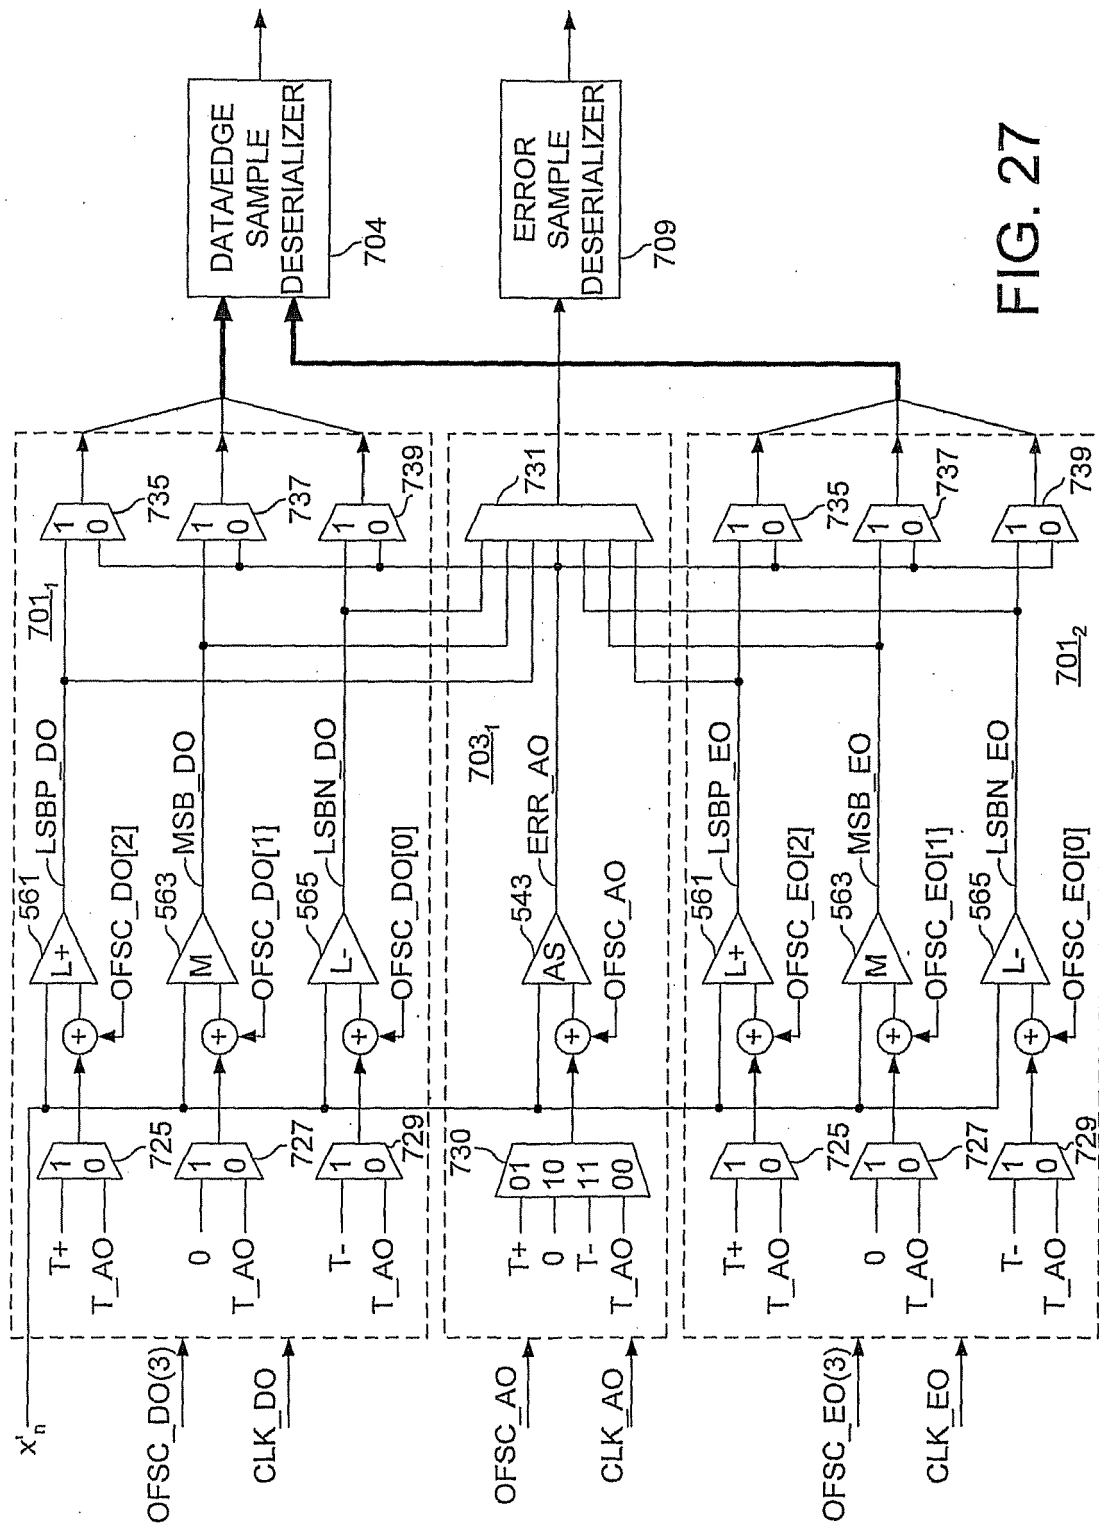 x'n
OFSC_DO(3)
CLK_DO
T+
T_AO
1
0
725
OFSC_DO[2]
L+
561
LSBP_DO
701₁
1
0
735
0
T_AO
1
0
727
OFSC_DO[1]
M
563
MSB_DO
1
0
737
T-
T_AO
1
0
729
OFSC_DO[0]
L-
565
LSBN_DO
1
0
739
DATA/EDGE
SAMPLE
DESERIALIZER
704
OFSC_AO
CLK_AO
T+
0
T-
T_AO
01
10
11
00
730
OFSC_AO
AS
543
ERR_AO
703₁
731
ERROR
SAMPLE
DESERIALIZER
709
OFSC_EO(3)
CLK_EO
T+
T_AO
1
0
725
OFSC_EO[2]
L+
561
LSBP_EO
1
0
735
0
T_AO
1
0
727
OFSC_EO[1]
M
563
MSB_EO
1
0
737
T-
T_AO
1
0
729
OFSC_EO[0]
L-
565
LSBN_EO
701₂
1
0
739
+
+
+
+
+
+
+
FIG. 27